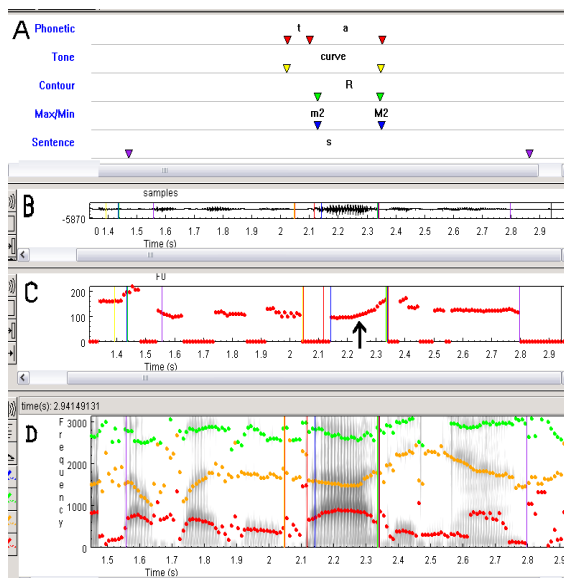 A Phonetic t a
Tone curve
Contour R
Max/Min m2 M2
Sentence s
B samples
-5870
0 1.4 1.5 1.6 1.7 1.8 1.9 2 2.1 2.2 2.3 2.4 2.5 2.6 2.7 2.8 2.9
Time (s)
C F0
200
100
0
1.4 1.5 1.6 1.7 1.8 1.9 2 2.1 2.2 2.3 2.4 2.5 2.6 2.7 2.8 2.9
Time (s)
time(s): 2.94149131
D Frequency
3000
1500
0
1.5 1.6 1.7 1.8 1.9 2 2.1 2.2 2.3 2.4 2.5 2.6 2.7 2.8 2.9
Time (s)